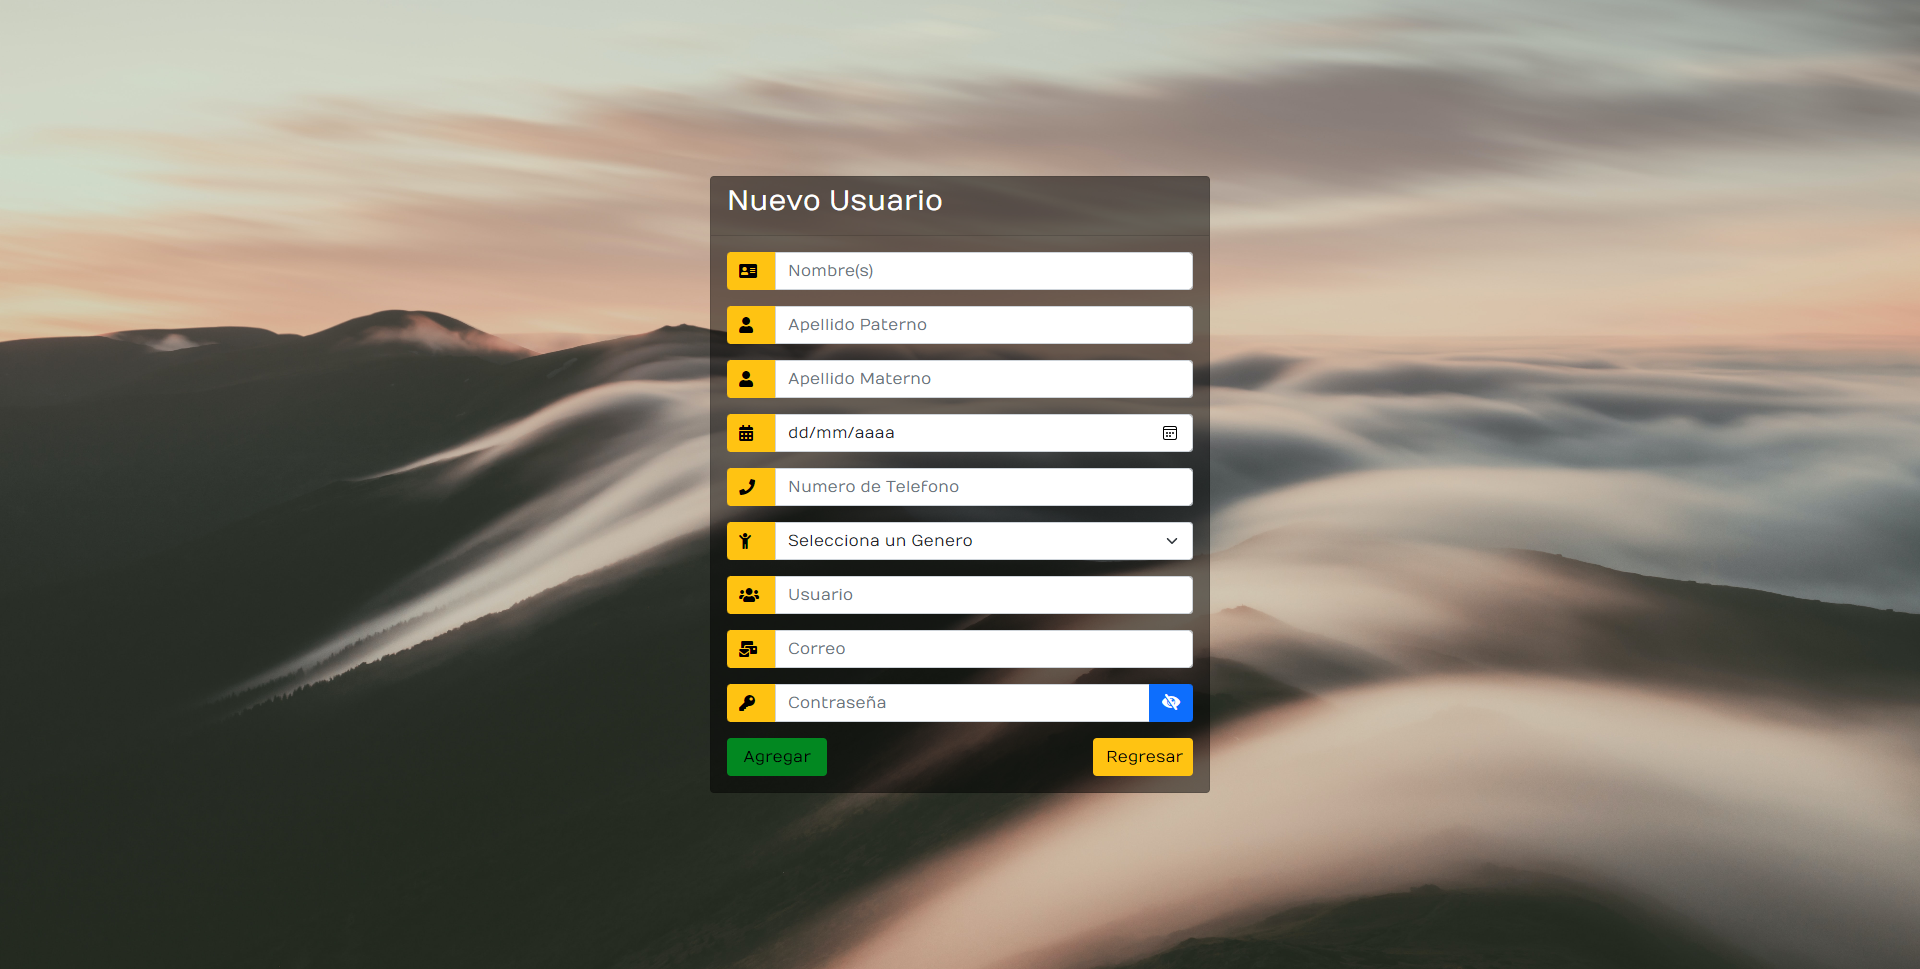 Nuevo Usuario
Nombre(s)
Apellido Paterno
Apellido Materno
dd/mm/aaaa
Numero de Telefono
Selecciona un Genero
Usuario
Correo
Contraseña
Agregar
Regresar